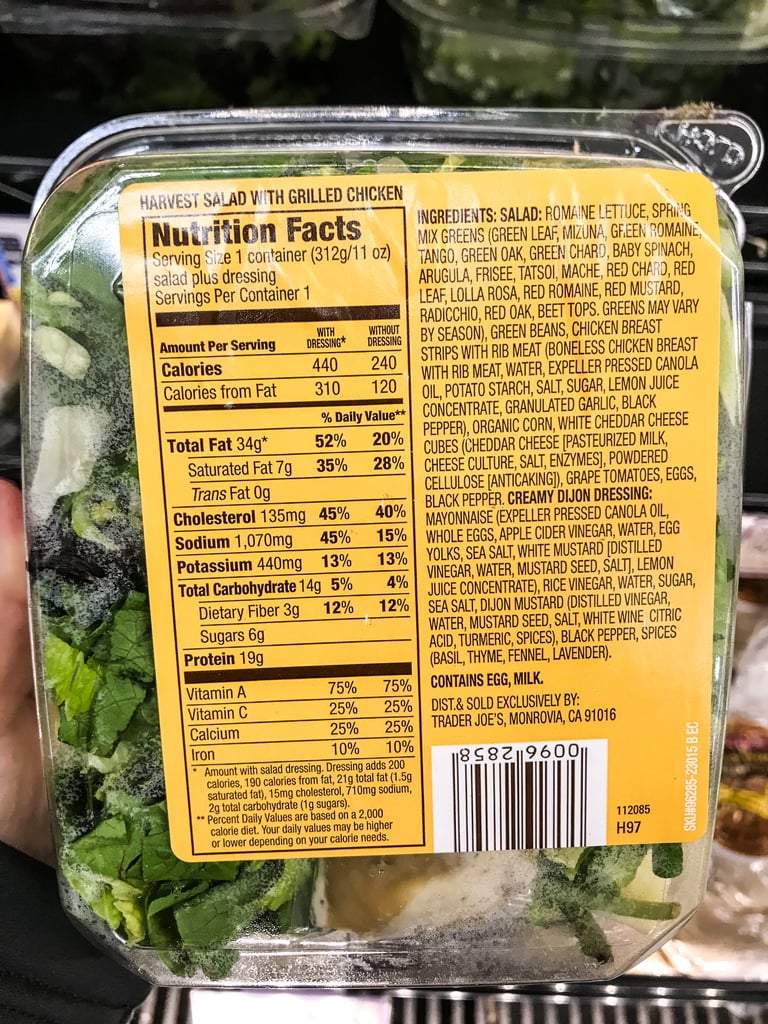 HARVEST SALAD WITH GRILLED CHICKEN
Nutrition Facts
Serving Size 1 container (312g/11 oz)
salad plus dressing
Servings Per Container 1
Amount Per Serving WITH DRESSING* WITHOUT DRESSING
Calories 440 240
Calories from Fat 310 120
% Daily Value**
Total Fat 34g* 52% 20%
Saturated Fat 7g 35% 28%
Trans Fat 0g
Cholesterol 135mg 45% 40%
Sodium 1,070mg 45% 15%
Potassium 440mg 13% 13%
Total Carbohydrate 14g 5% 4%
Dietary Fiber 3g 12% 12%
Sugars 6g
Protein 19g
Vitamin A 75% 75%
Vitamin C 25% 25%
Calcium 25% 25%
Iron 10% 10%
* Amount with salad dressing. Dressing adds 200
calories, 190 calories from fat, 21g total fat (1.5g
saturated fat), 15mg cholesterol, 710mg sodium,
2g total carbohydrate (1g sugars).
** Percent Daily Values are based on a 2,000
calorie diet. Your daily values may be higher
or lower depending on your calorie needs.
INGREDIENTS: SALAD: ROMAINE LETTUCE, SPRING
MIX GREENS (GREEN LEAF, MIZUNA, GREEN ROMAINE,
TANGO, GREEN OAK, GREEN CHARD, BABY SPINACH,
ARUGULA, FRISEE, TATSOI, MACHE, RED CHARD, RED
LEAF, LOLLA ROSA, RED ROMAINE, RED MUSTARD,
RADICCHIO, RED OAK, BEET TOPS. GREENS MAY VARY
BY SEASON), GREEN BEANS, CHICKEN BREAST
STRIPS WITH RIB MEAT (BONELESS CHICKEN BREAST
WITH RIB MEAT, WATER, EXPELLER PRESSED CANOLA
OIL, POTATO STARCH, SALT, SUGAR, LEMON JUICE
CONCENTRATE, GRANULATED GARLIC, BLACK
PEPPER), ORGANIC CORN, WHITE CHEDDAR CHEESE
CUBES (CHEDDAR CHEESE [PASTEURIZED MILK,
CHEESE CULTURE, SALT, ENZYMES], POWDERED
CELLULOSE [ANTICAKING]), GRAPE TOMATOES, EGGS,
BLACK PEPPER. CREAMY DIJON DRESSING:
MAYONNAISE (EXPELLER PRESSED CANOLA OIL,
WHOLE EGGS, APPLE CIDER VINEGAR, WATER, EGG
YOLKS, SEA SALT, WHITE MUSTARD [DISTILLED
VINEGAR, WATER, MUSTARD SEED, SALT], LEMON
JUICE CONCENTRATE), RICE VINEGAR, WATER, SUGAR,
SEA SALT, DIJON MUSTARD (DISTILLED VINEGAR,
WATER, MUSTARD SEED, SALT, WHITE WINE CITRIC
ACID, TURMERIC, SPICES), BLACK PEPPER, SPICES
(BASIL, THYME, FENNEL, LAVENDER).
CONTAINS EGG, MILK.
DIST.& SOLD EXCLUSIVELY BY:
TRADER JOE'S, MONROVIA, CA 91016
0096 2858
112085
H97
SKU#96285-23015 B EC